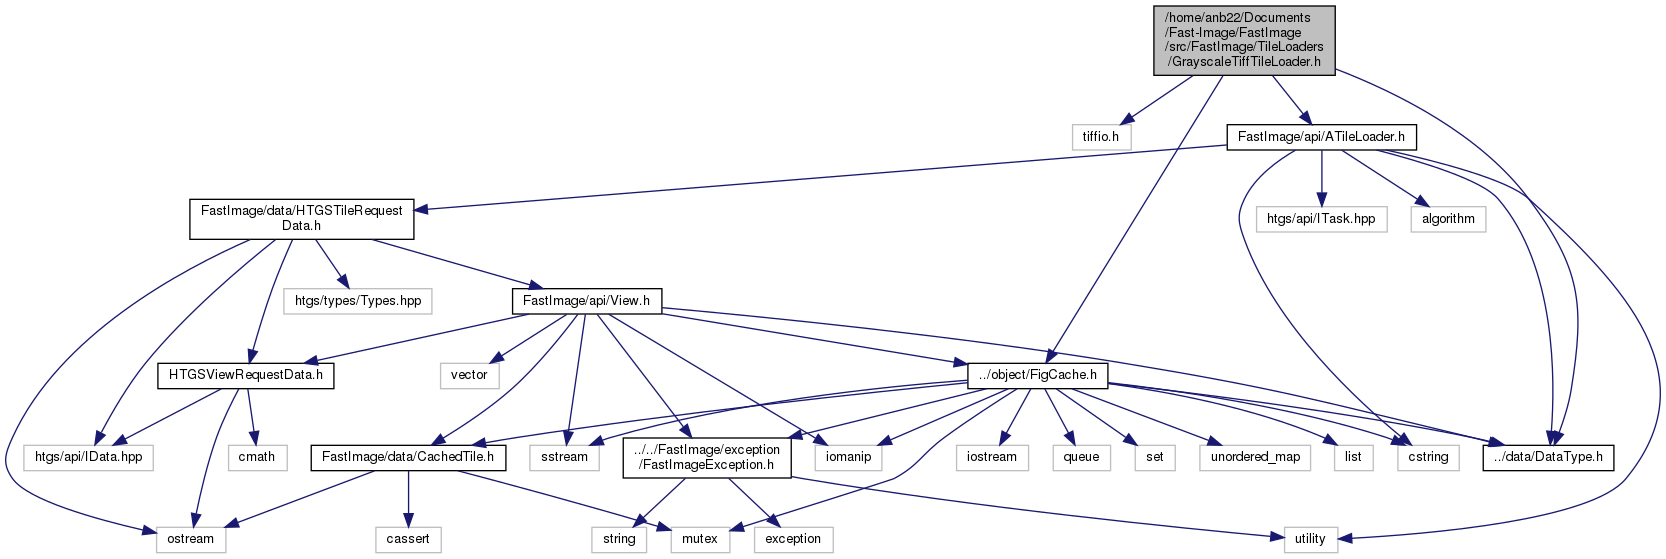 /home/anb22/Documents
/Fast-Image/FastImage
/src/FastImage/TileLoaders
/GrayscaleTiffTileLoader.h
tiffio.h
FastImage/api/ATileLoader.h
FastImage/data/HTGSTileRequest
Data.h
htgs/api/ITask.hpp
algorithm
htgs/types/Types.hpp
FastImage/api/View.h
HTGSViewRequestData.h
vector
../object/FigCache.h
htgs/api/IData.hpp
cmath
FastImage/data/CachedTile.h
sstream
../../FastImage/exception
/FastImageException.h
iomanip
iostream
queue
set
unordered_map
list
cstring
../data/DataType.h
ostream
cassert
string
mutex
exception
utility